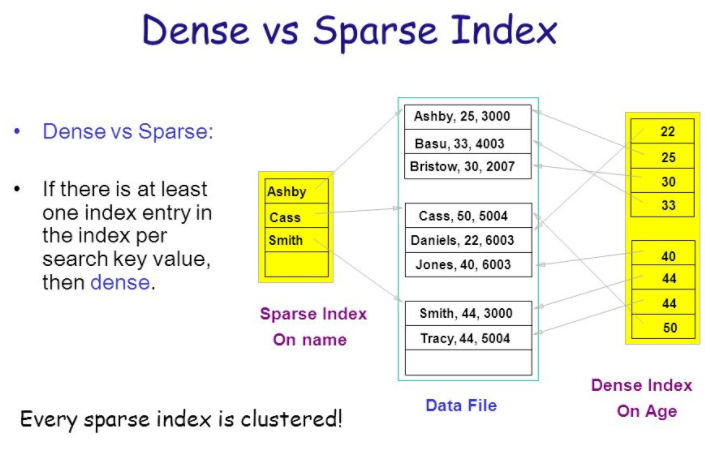 Dense vs Sparse Index
• Dense vs Sparse:
• If there is at least
one index entry in
the index per
search key value,
then dense.
Ashby
Cass
Smith
Sparse Index
On name
Ashby, 25, 3000
Basu, 33, 4003
Bristow, 30, 2007
Cass, 50, 5004
Daniels, 22, 6003
Jones, 40, 6003
Smith, 44, 3000
Tracy, 44, 5004
Data File
22
25
30
33
40
44
44
50
Dense Index
On Age
Every sparse index is clustered!